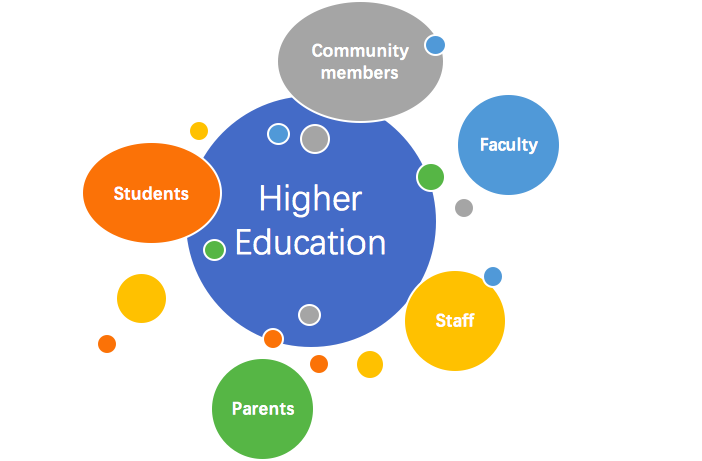 Community
members
Faculty
Students
Higher
Education
Staff
Parents